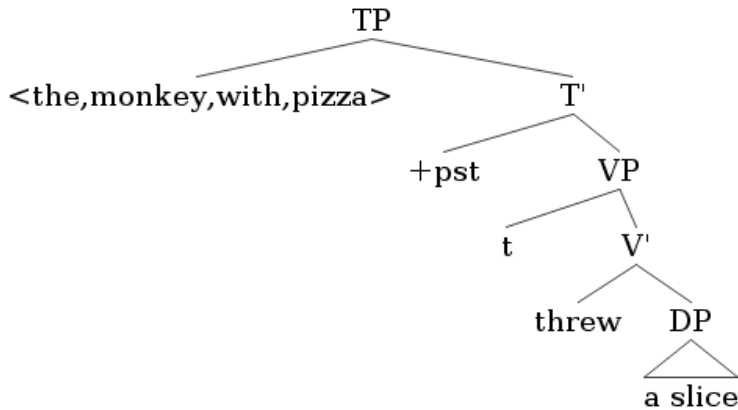 TP
<the,monkey,with,pizza> T'
+pst VP
t V'
threw DP
a slice